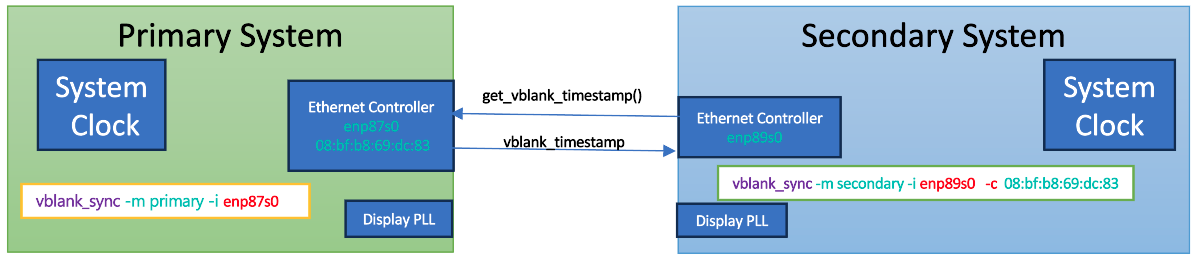 Primary System
System
Clock
Ethernet Controller
enp87s0
08:bf:b8:69:dc:83
vblank_sync -m primary -i enp87s0
Display PLL
get_vblank_timestamp()
vblank_timestamp
Secondary System
Ethernet Controller
enp89s0
System
Clock
vblank_sync -m secondary -i enp89s0 -c 08:bf:b8:69:dc:83
Display PLL